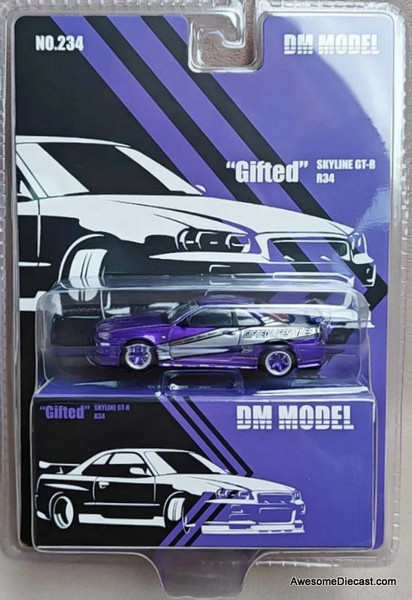 NO.234
DM MODEL
"Gifted"
SKYLINE GT-R
R34
"Gifted"
SKYLINE GT-R
R34
DM MODEL
AwesomeDiecast.com